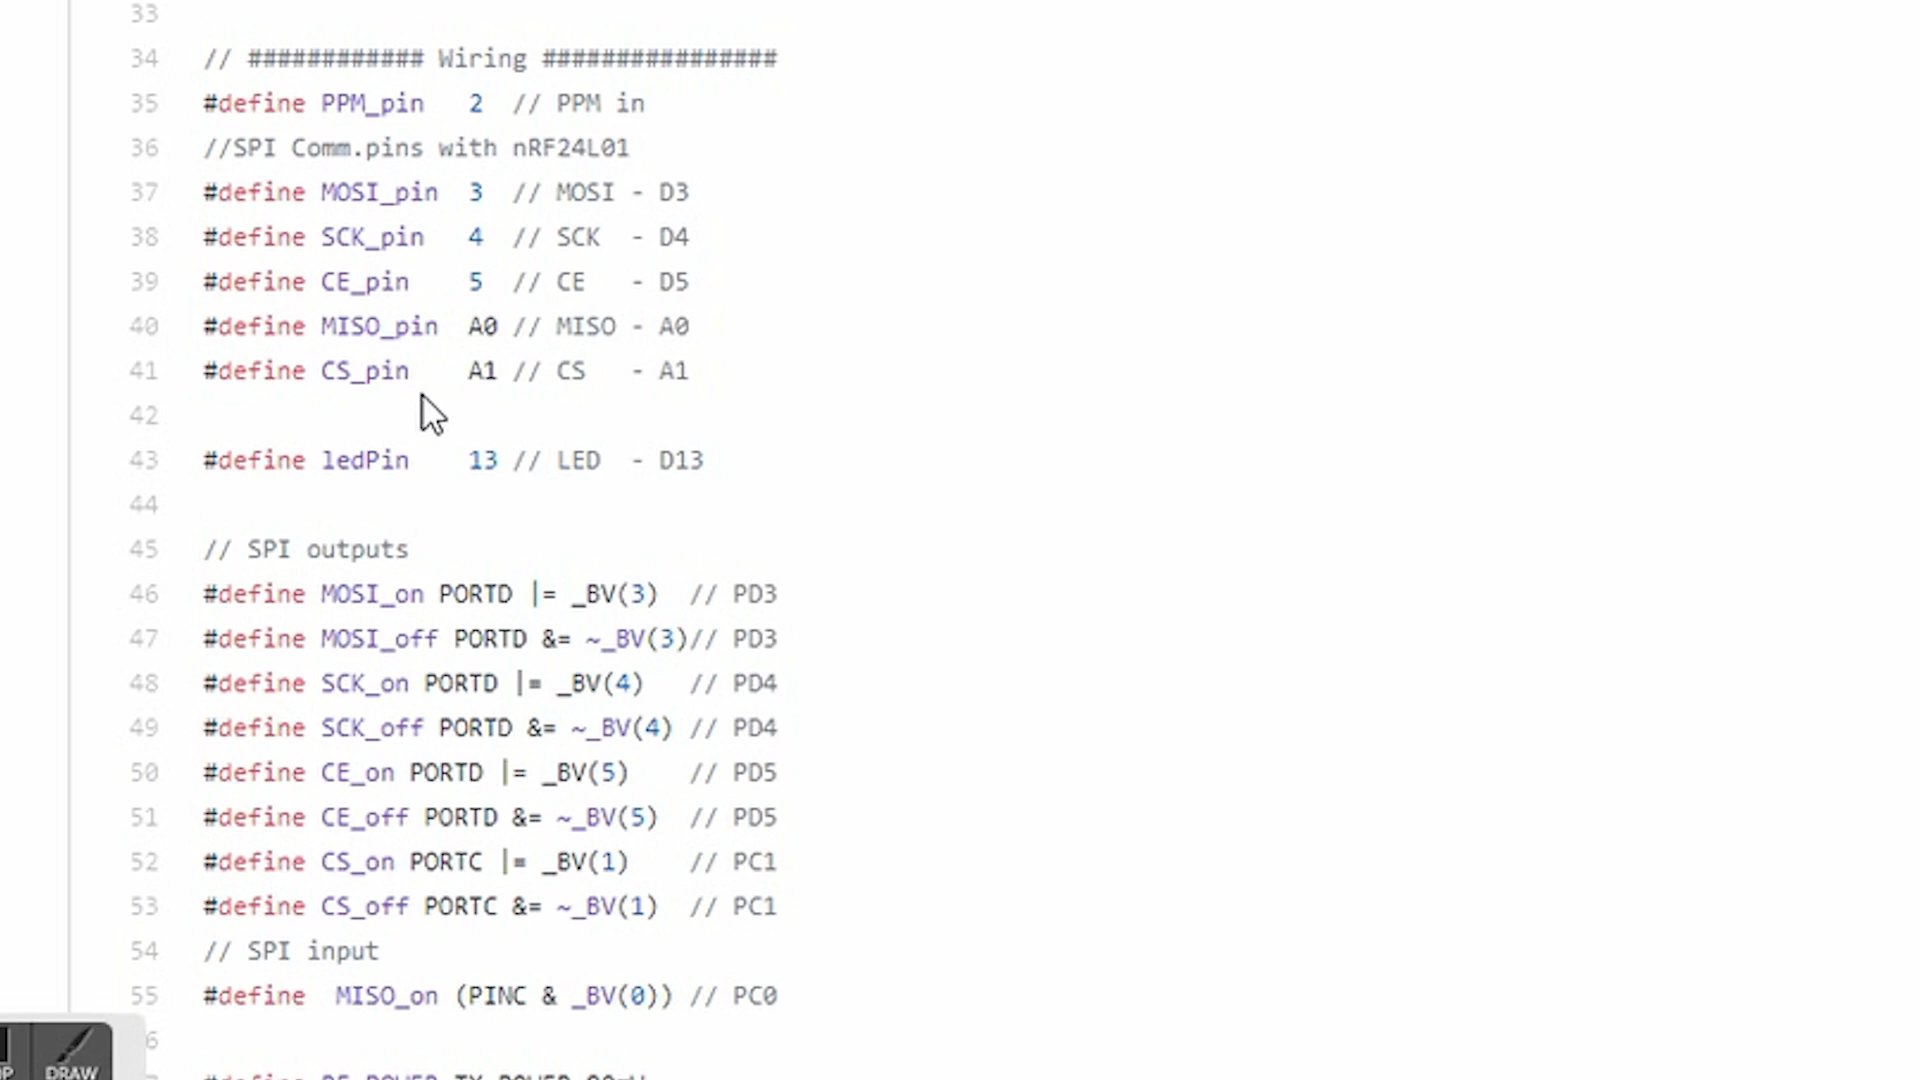 33
34 // ############ Wiring ################
35 #define PPM_pin   2  // PPM in
36 //SPI Comm.pins with nRF24L01
37 #define MOSI_pin  3  // MOSI - D3
38 #define SCK_pin   4  // SCK  - D4
39 #define CE_pin    5  // CE   - D5
40 #define MISO_pin  A0 // MISO - A0
41 #define CS_pin    A1 // CS   - A1
42
43 #define ledPin    13 // LED  - D13
44
45 // SPI outputs
46 #define MOSI_on PORTD |= _BV(3)  // PD3
47 #define MOSI_off PORTD &= ~_BV(3)// PD3
48 #define SCK_on PORTD |= _BV(4)   // PD4
49 #define SCK_off PORTD &= ~_BV(4) // PD4
50 #define CE_on PORTD |= _BV(5)    // PD5
51 #define CE_off PORTD &= ~_BV(5)  // PD5
52 #define CS_on PORTC |= _BV(1)    // PC1
53 #define CS_off PORTC &= ~_BV(1)  // PC1
54 // SPI input
55 #define  MISO_on (PINC & _BV(0)) // PC0
6
DRAW